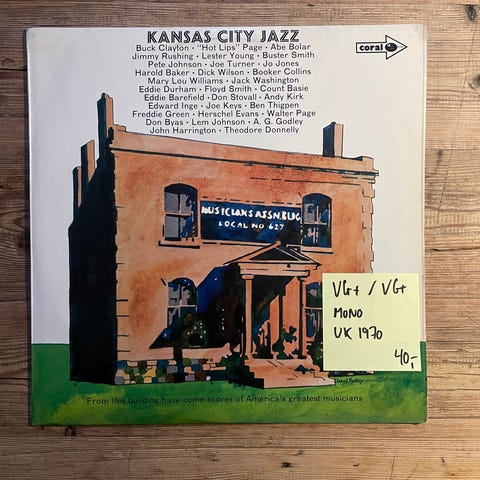 KANSAS CITY JAZZ
Buck Clayton • "Hot Lips" Page • Abe Bolar
Jimmy Rushing • Lester Young • Buster Smith
Pete Johnson • Joe Turner • Jo Jones
Harold Baker • Dick Wilson • Booker Collins
Mary Lou Williams • Jack Washington
Eddie Durham • Floyd Smith • Count Basie
Eddie Barefield • Don Stovall • Andy Kirk
Edward Inge • Joe Keys • Ben Thigpen
Freddie Green • Herschel Evans • Walter Page
Don Byas • Lem Johnson • A. G. Godley
John Harrington • Theodore Donnelly
coral
MUSICIANS ASSN. BLDG
LOCAL NO 627
VG+ / VG+
MONO
UK 1970
40,-
From this building have come scores of America's greatest musicians